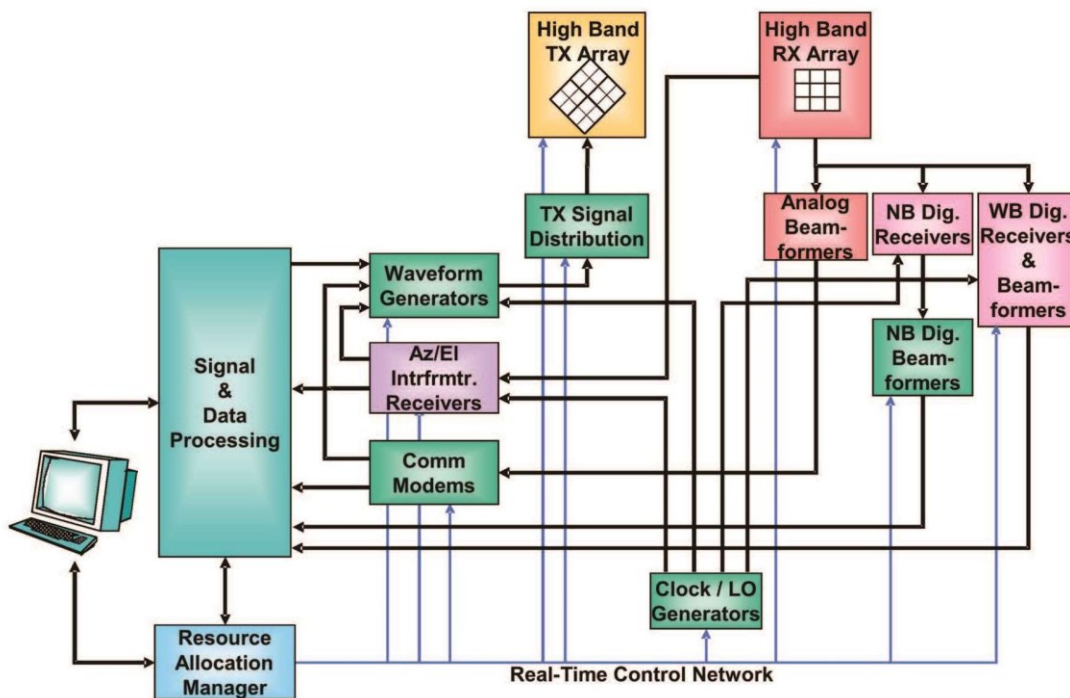 High Band
TX Array
High Band
RX Array
TX Signal
Distribution
Analog
Beam-
formers
NB Dig.
Receivers
WB Dig.
Receivers
&
Beam-
formers
Waveform
Generators
Signal
&
Data
Processing
Az/El
Intrfrmtr.
Receivers
NB Dig.
Beam-
formers
Comm
Modems
Clock / LO
Generators
Resource
Allocation
Manager
Real-Time Control Network